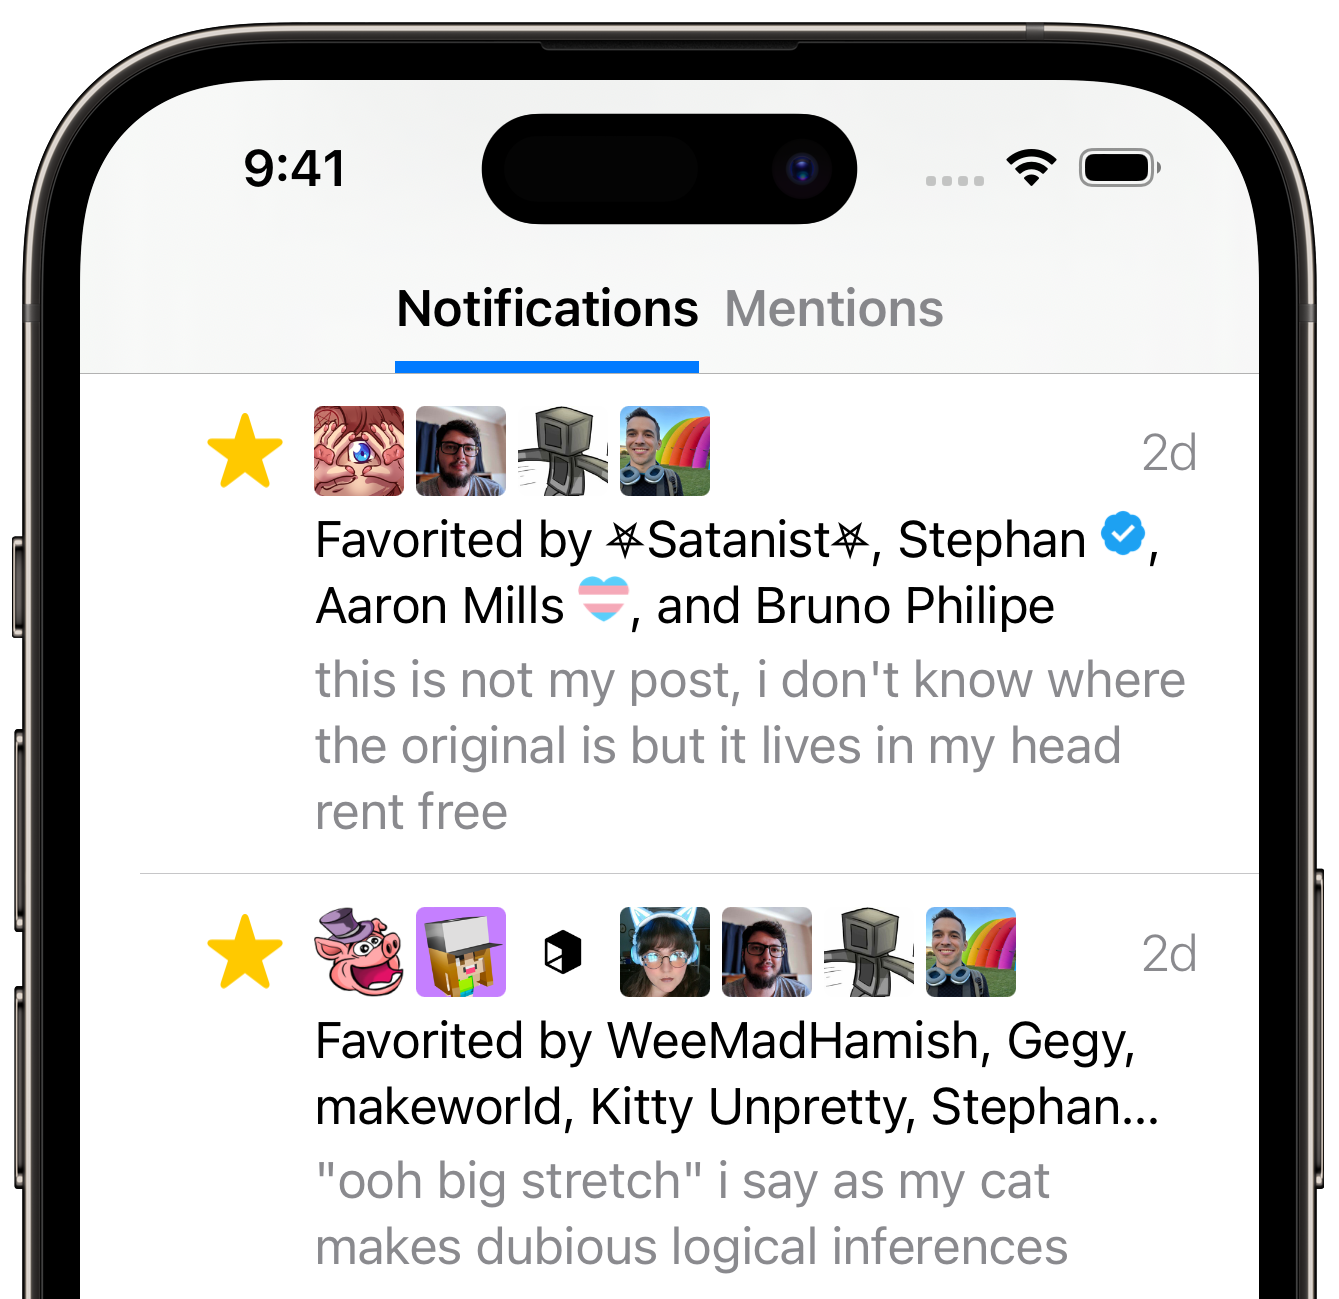 9:41
Notifications Mentions
2d
Favorited by ⛧Satanist⛧, Stephan ,
Aaron Mills , and Bruno Philipe
this is not my post, i don't know where
the original is but it lives in my head
rent free
2d
Favorited by WeeMadHamish, Gegy,
makeworld, Kitty Unpretty, Stephan...
"ooh big stretch" i say as my cat
makes dubious logical inferences